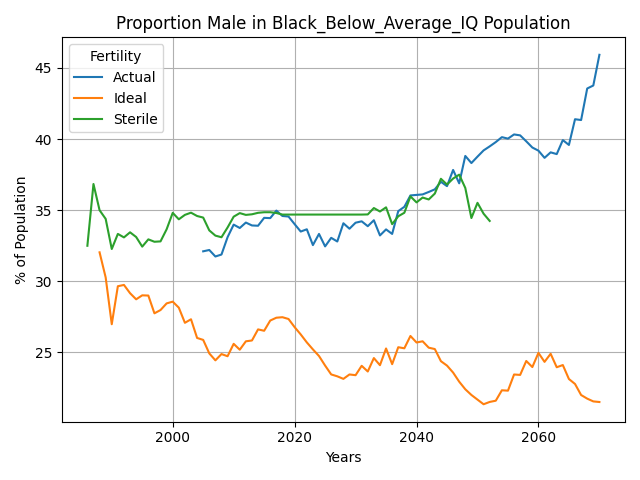 Proportion Male in Black_Below_Average_IQ Population
Fertility
Actual
Ideal
Sterile
% of Population
45
40
35
30
25
2000 2020 2040 2060
Years